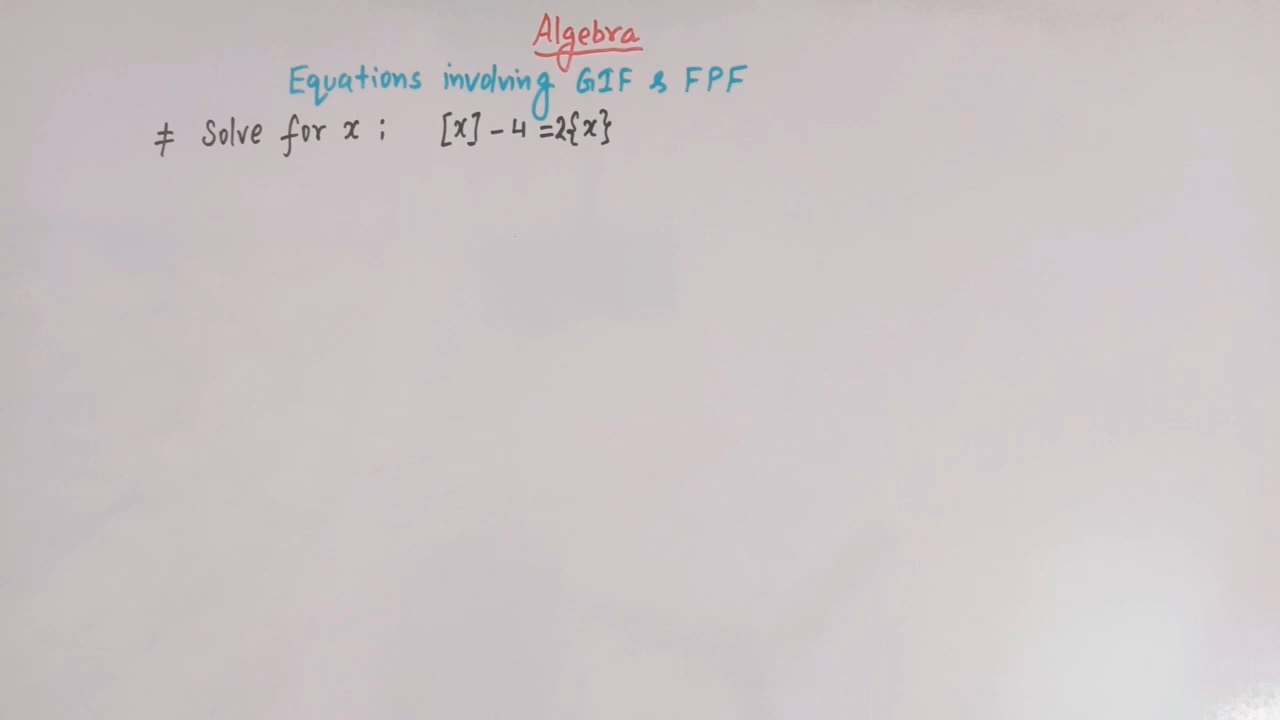 Algebra
Equations involving GIF & FPF
# Solve for x : [x] - 4 = 2{x}